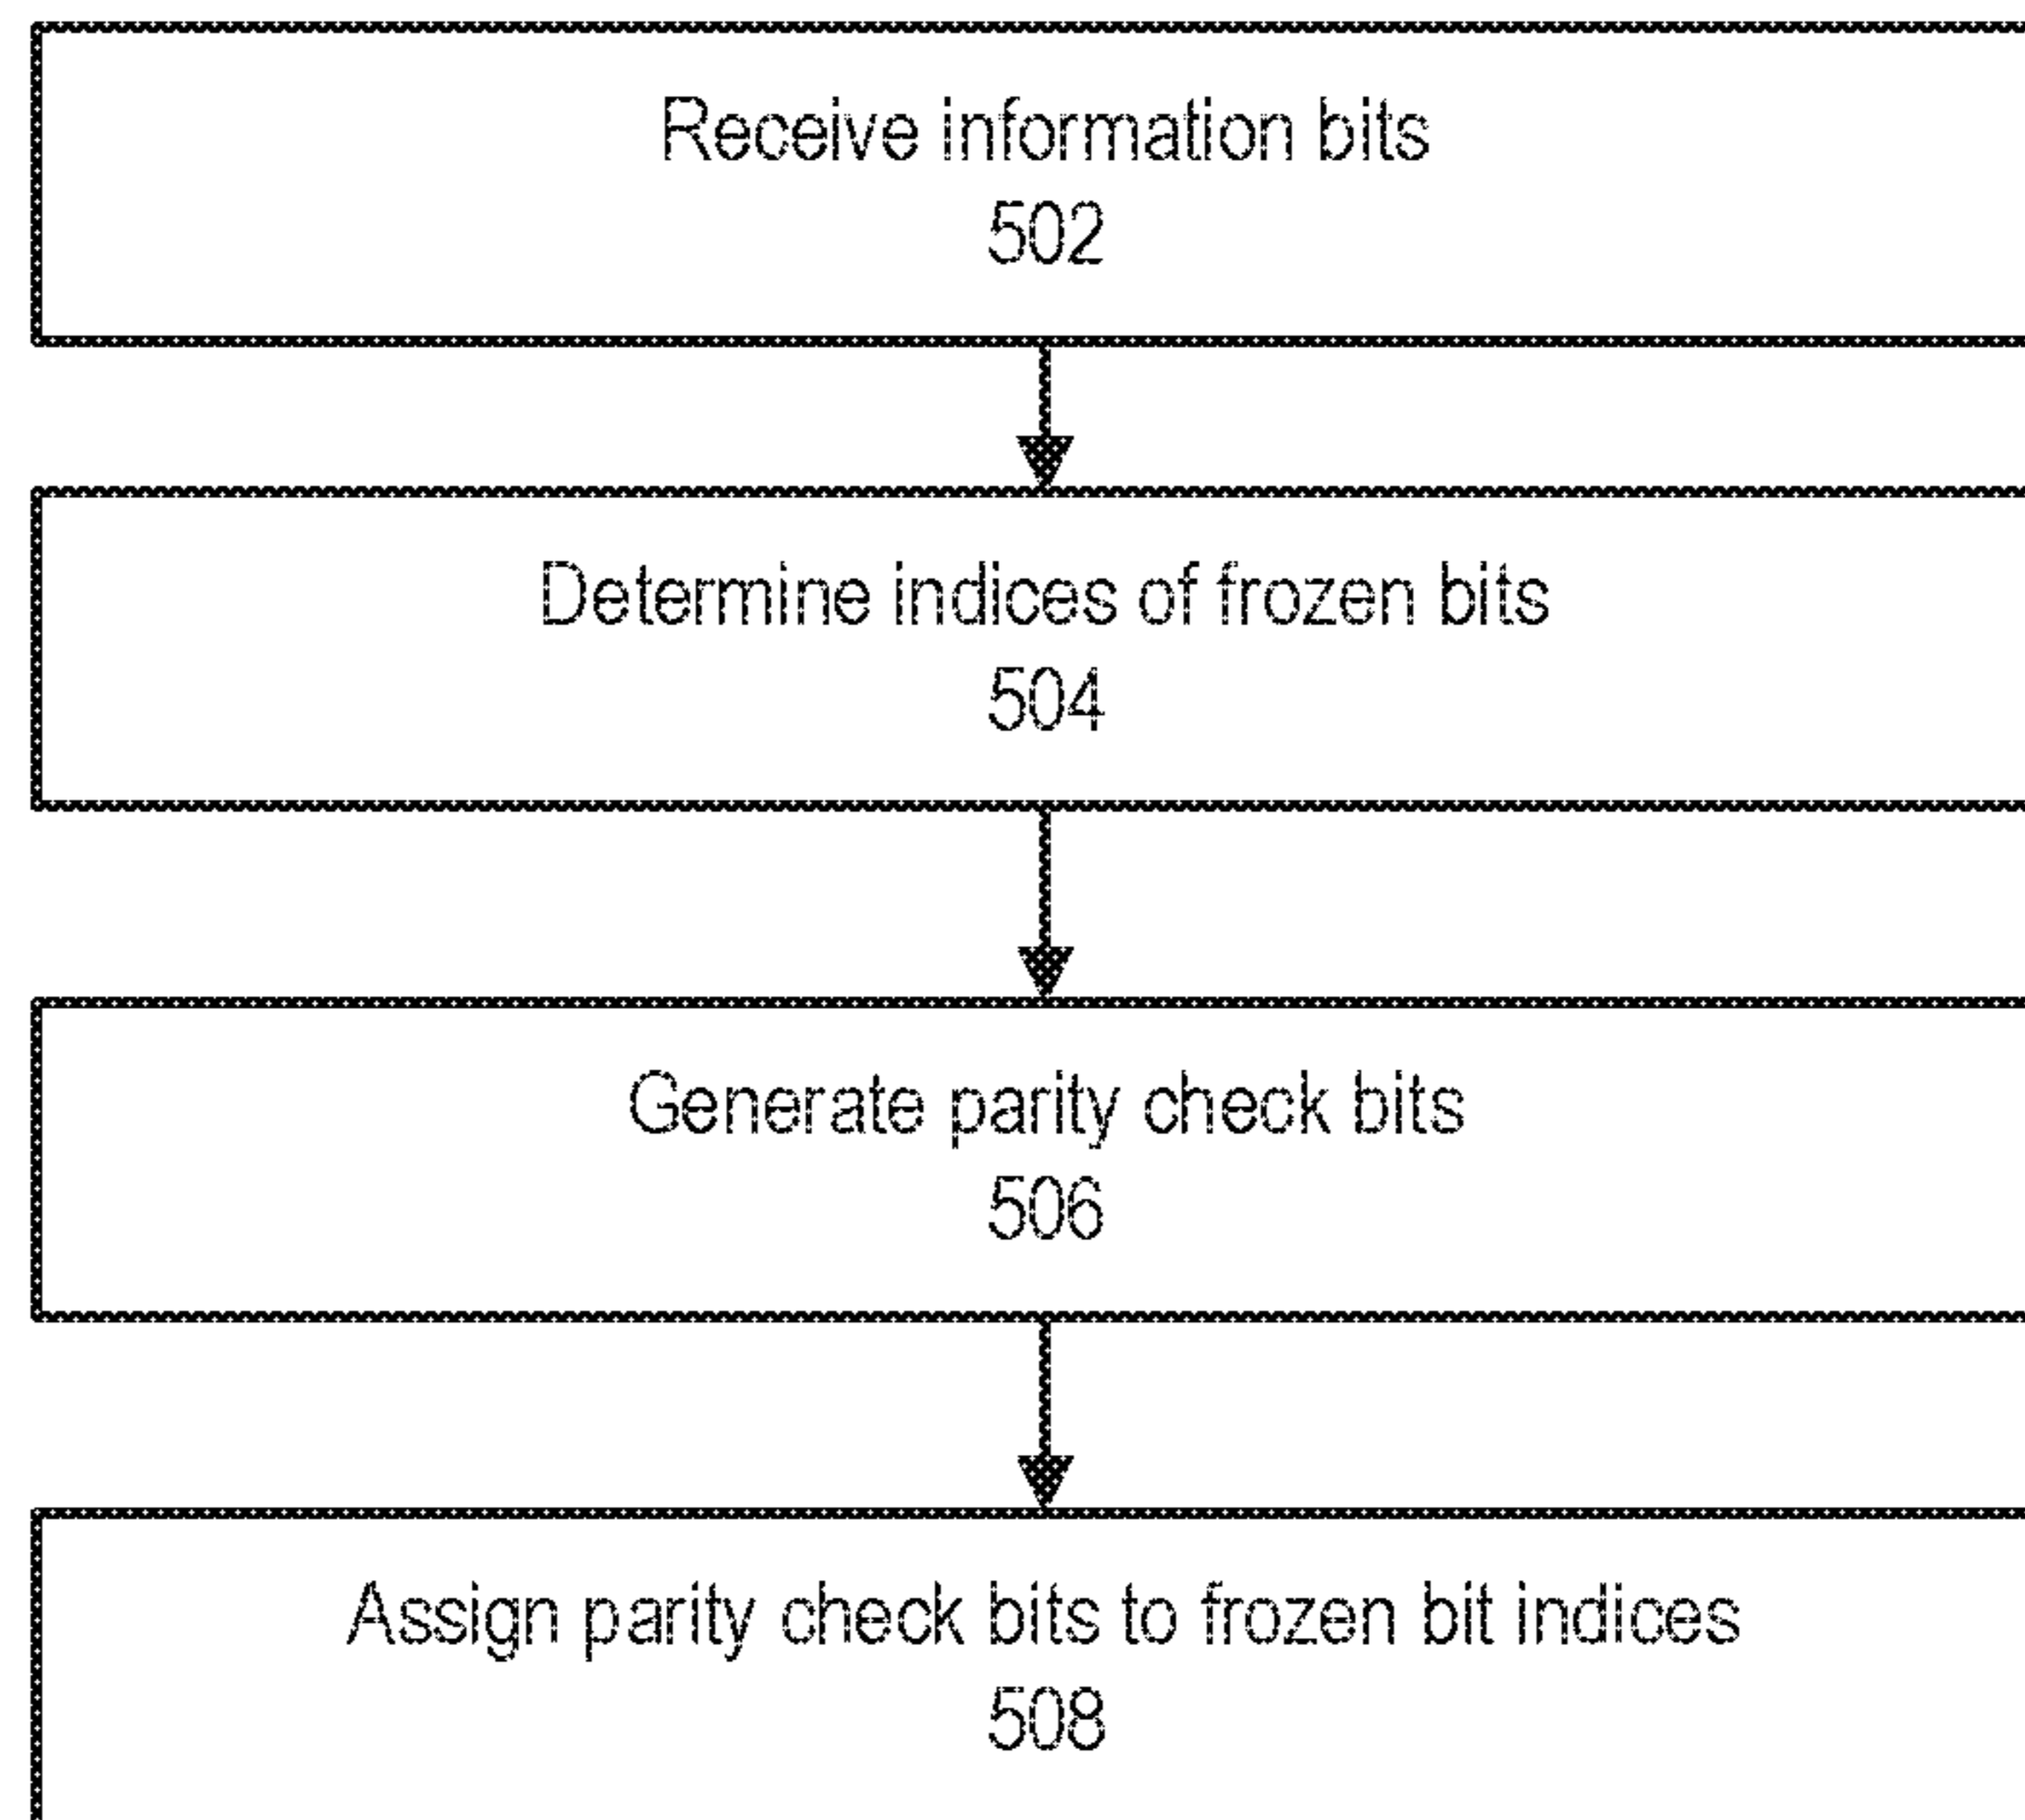 Receive information bits
502
Determine indices of frozen bits
504
Generate parity check bits
506
Assign parity check bits to frozen bit indices
508